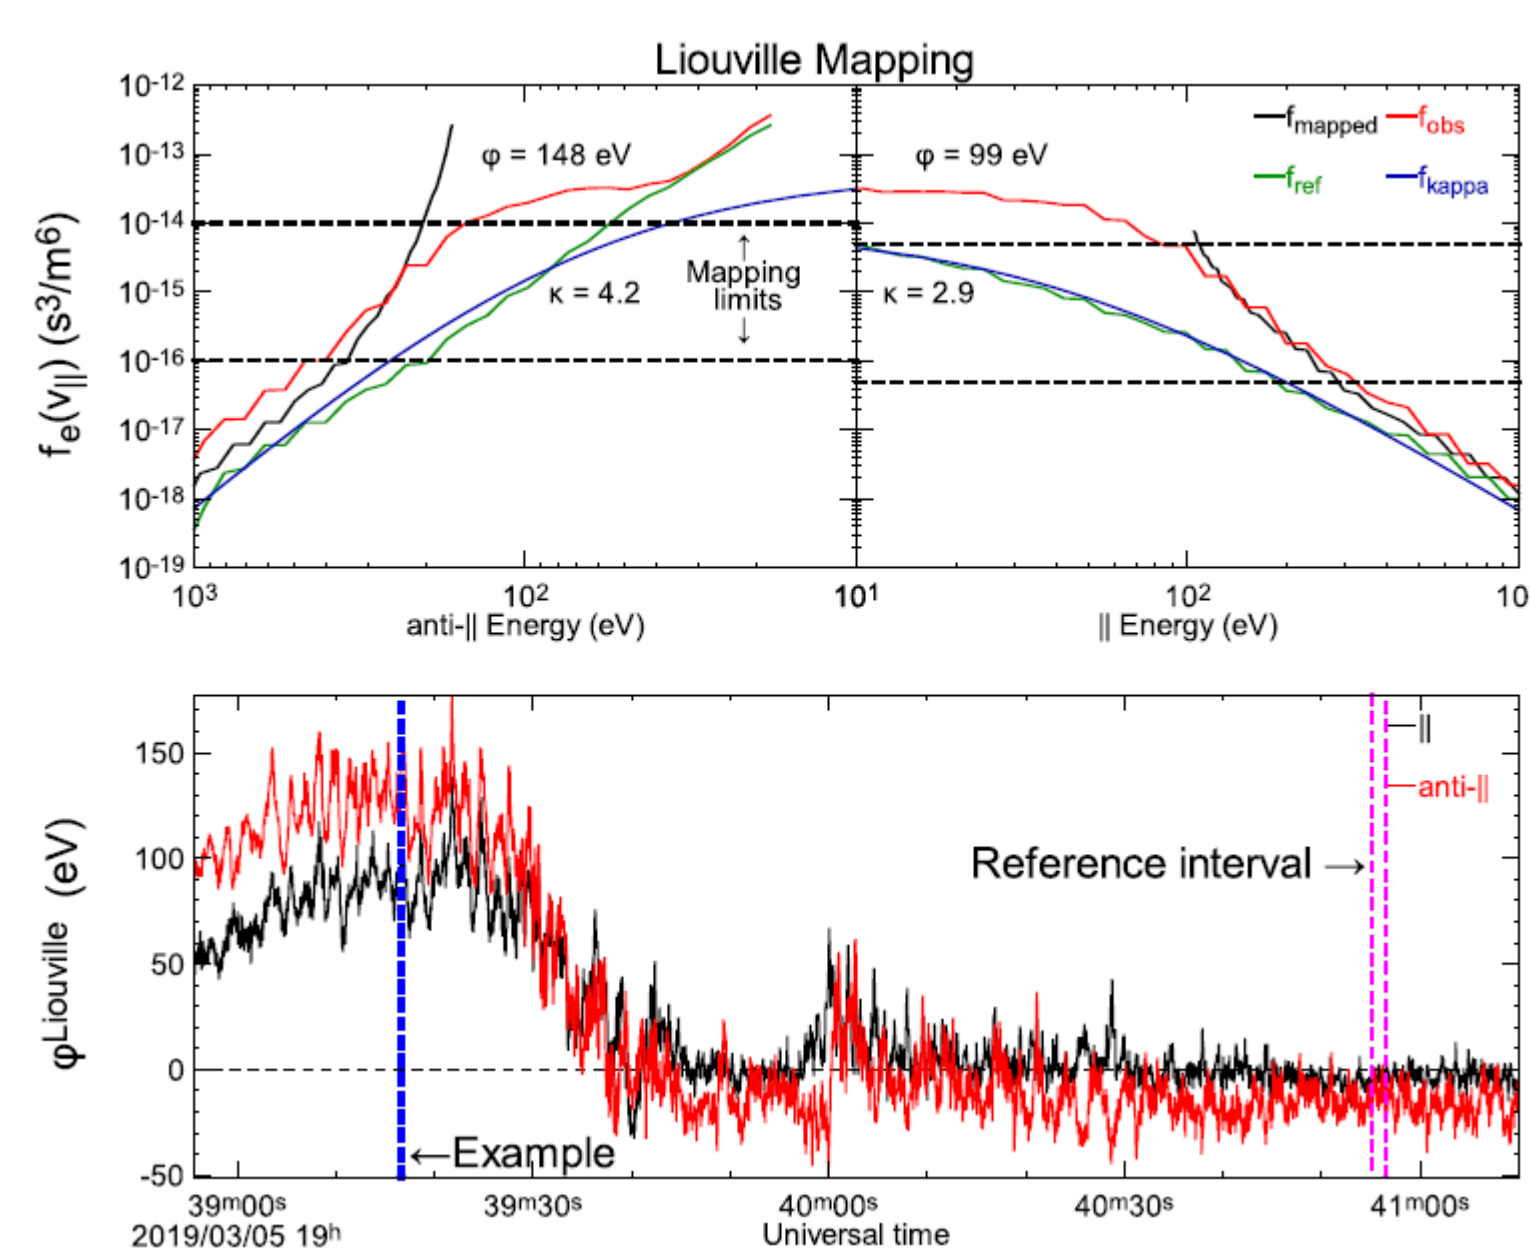 Liouville Mapping
10-12
10-13
10-14
10-15
10-16
10-17
10-18
10-19
fe(v||) (s3/m6)
φ = 148 eV
φ = 99 eV
fmapped
fobs
fref
fkappa
Mapping
limits
κ = 4.2
κ = 2.9
103
102
101
102
10
anti-|| Energy (eV)
|| Energy (eV)
150
100
50
0
-50
φLiouville (eV)
||
anti-||
Reference interval →
←Example
39m00s
39m30s
40m00s
40m30s
41m00s
2019/03/05 19h
Universal time